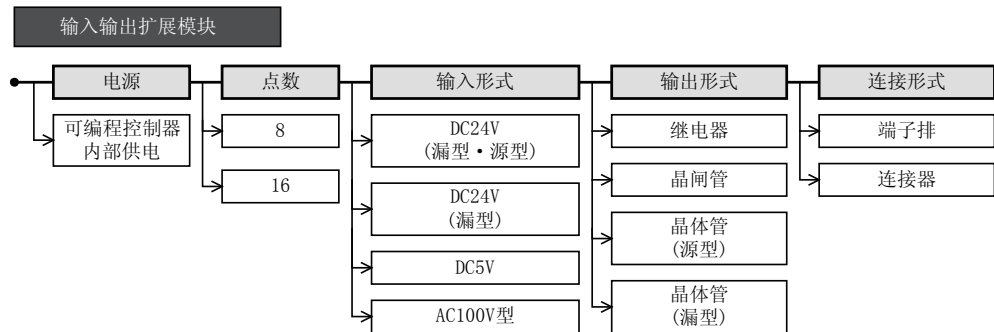 输入输出扩展模块
电源
点数
输入形式
输出形式
连接形式
可编程控制器
内部供电
8
16
DC24V
(漏型・源型)
DC24V
(漏型)
DC5V
AC100V型
继电器
晶闸管
晶体管
(源型)
晶体管
(漏型)
端子排
连接器